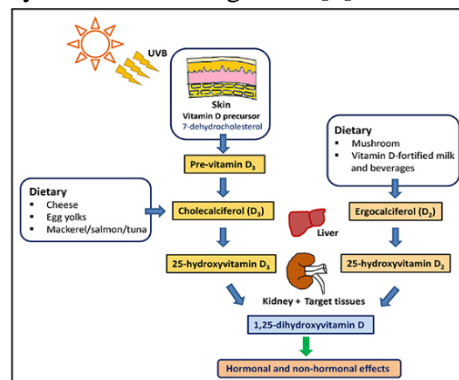 UVB
Skin
Vitamin D precursor
7-dehydrocholesterol
Dietary
▪ Mushroom
▪ Vitamin D-fortified milk
and beverages
Pre-vitamin D₃
Dietary
▪ Cheese
▪ Egg yolks
▪ Mackerel/salmon/tuna
Cholecalciferol (D₃)
Ergocalciferol (D₂)
Liver
25-hydroxyvitamin D₃
25-hydroxyvitamin D₂
Kidney + Target tissues
1,25-dihydroxyvitamin D
Hormonal and non-hormonal effects